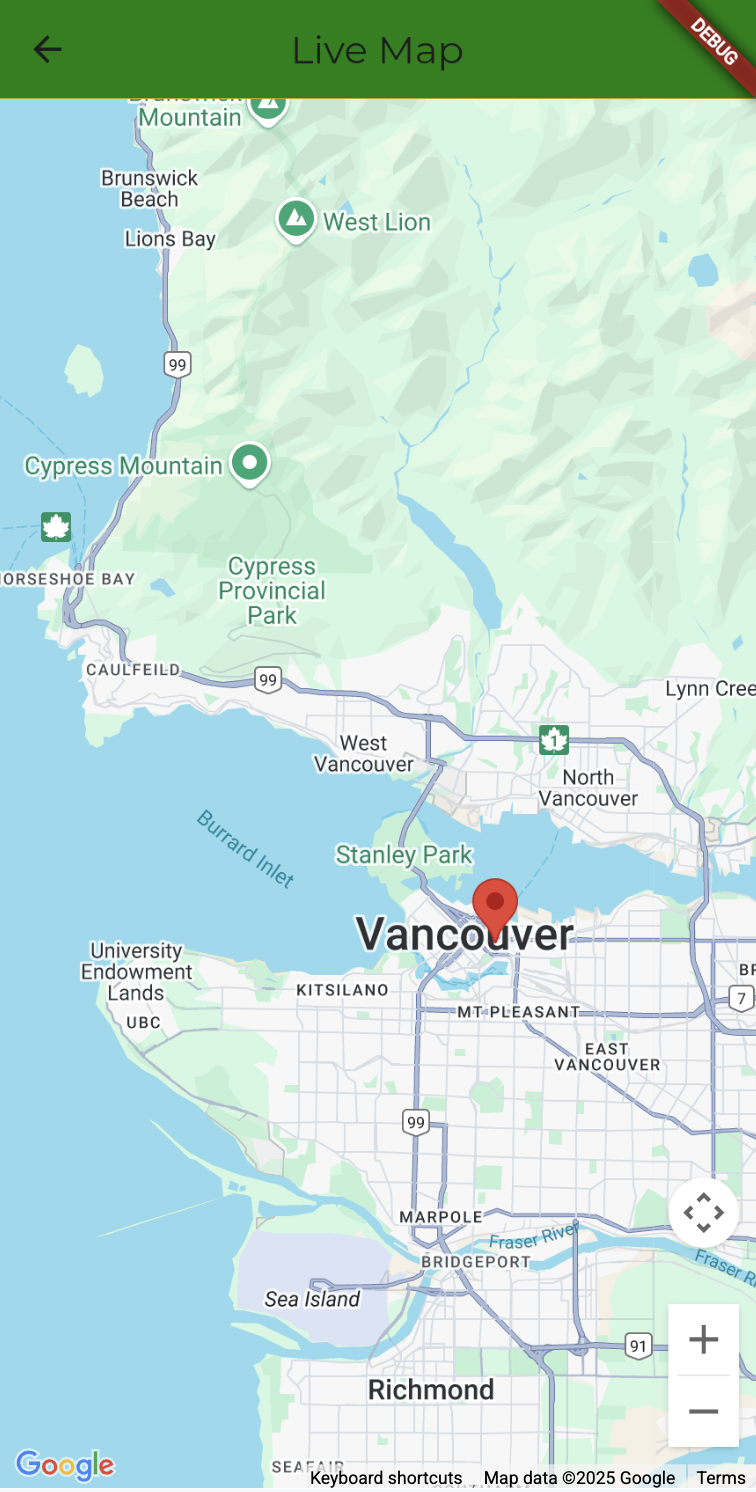 Live Map
DEBUG
Brunswick
Mountain
Brunswick
Beach
West Lion
Lions Bay
99
Cypress Mountain
HORSESHOE BAY
Cypress
Provincial
Park
CAULFEILD
99
Lynn Cree
West
Vancouver
1
North
Vancouver
Burrard Inlet
Stanley Park
Vancouver
University
Endowment
Lands
BR
KITSILANO
7
MT PLEASANT
UBC
EAST
VANCOUVER
99
MARPOLE
Fraser River
BRIDGEPORT
Fraser R
Sea Island
91
Richmond
Google
SEAFAIR
Keyboard shortcuts
Map data ©2025 Google
Terms